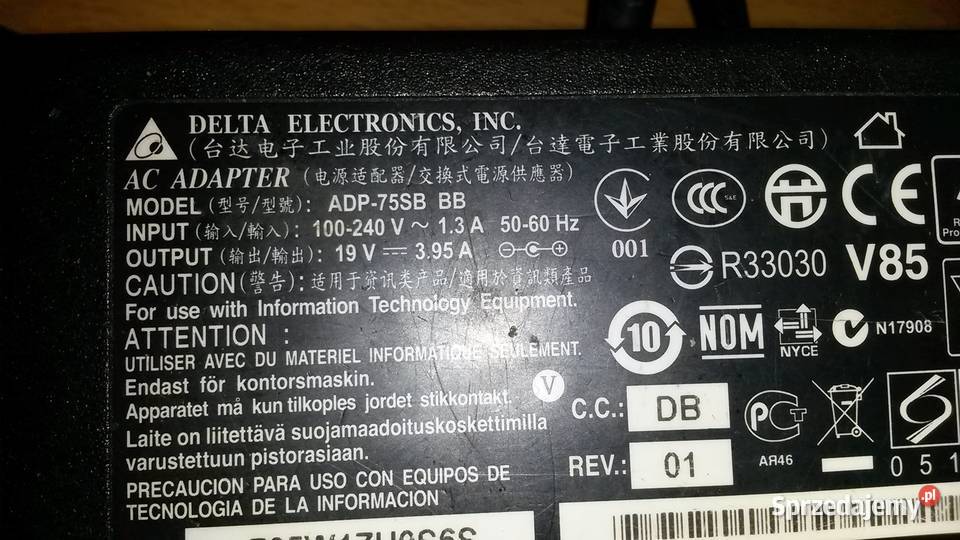 DELTA ELECTRONICS, INC.
(台达电子工业股份有限公司/台達電子工業股份有限公司)
AC ADAPTER (电源适配器/交換式電源供應器)
MODEL (型号/型號): ADP-75SB BB
INPUT (输入/輸入): 100-240 V ~ 1.3 A 50-60 Hz
OUTPUT (输出/輸出): 19 V ⎓ 3.95 A
CAUTION (警告): 适用于资讯类产品/適用於資訊類產品
For use with Information Technology Equipment.
ATTENTION :
UTILISER AVEC DU MATERIEL INFORMATIQUE SEULEMENT.
Endast för kontorsmaskin.
Apparatet må kun tilkoples jordet stikkontakt.
Laite on liitettävä suojamaadoituskoskettimilla
varustettuun pistorasiaan.
PRECAUCION PARA USO CON EQUIPOS DE
TECNOLOGIA DE LA INFORMACION
V
001
CCC S&E
CE
R33030 V85
10
NOM
NYCE
N17908
C.C.: DB
REV.: 01
PCT
AR46
051
Sprzedajemy.pl